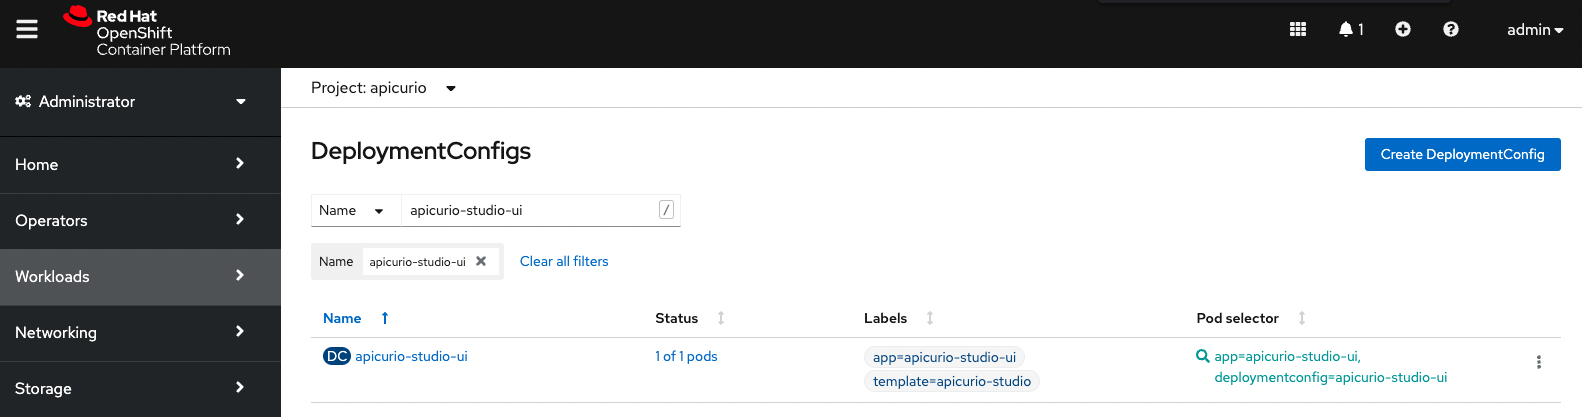 Red Hat
OpenShift
Container Platform
1
admin
Administrator
Home
Operators
Workloads
Networking
Storage
Project: apicurio
DeploymentConfigs
Create DeploymentConfig
Name apicurio-studio-ui /
Name apicurio-studio-ui Clear all filters
Name Status Labels Pod selector
DC apicurio-studio-ui 1 of 1 pods app=apicurio-studio-ui app=apicurio-studio-ui,
template=apicurio-studio deploymentconfig=apicurio-studio-ui